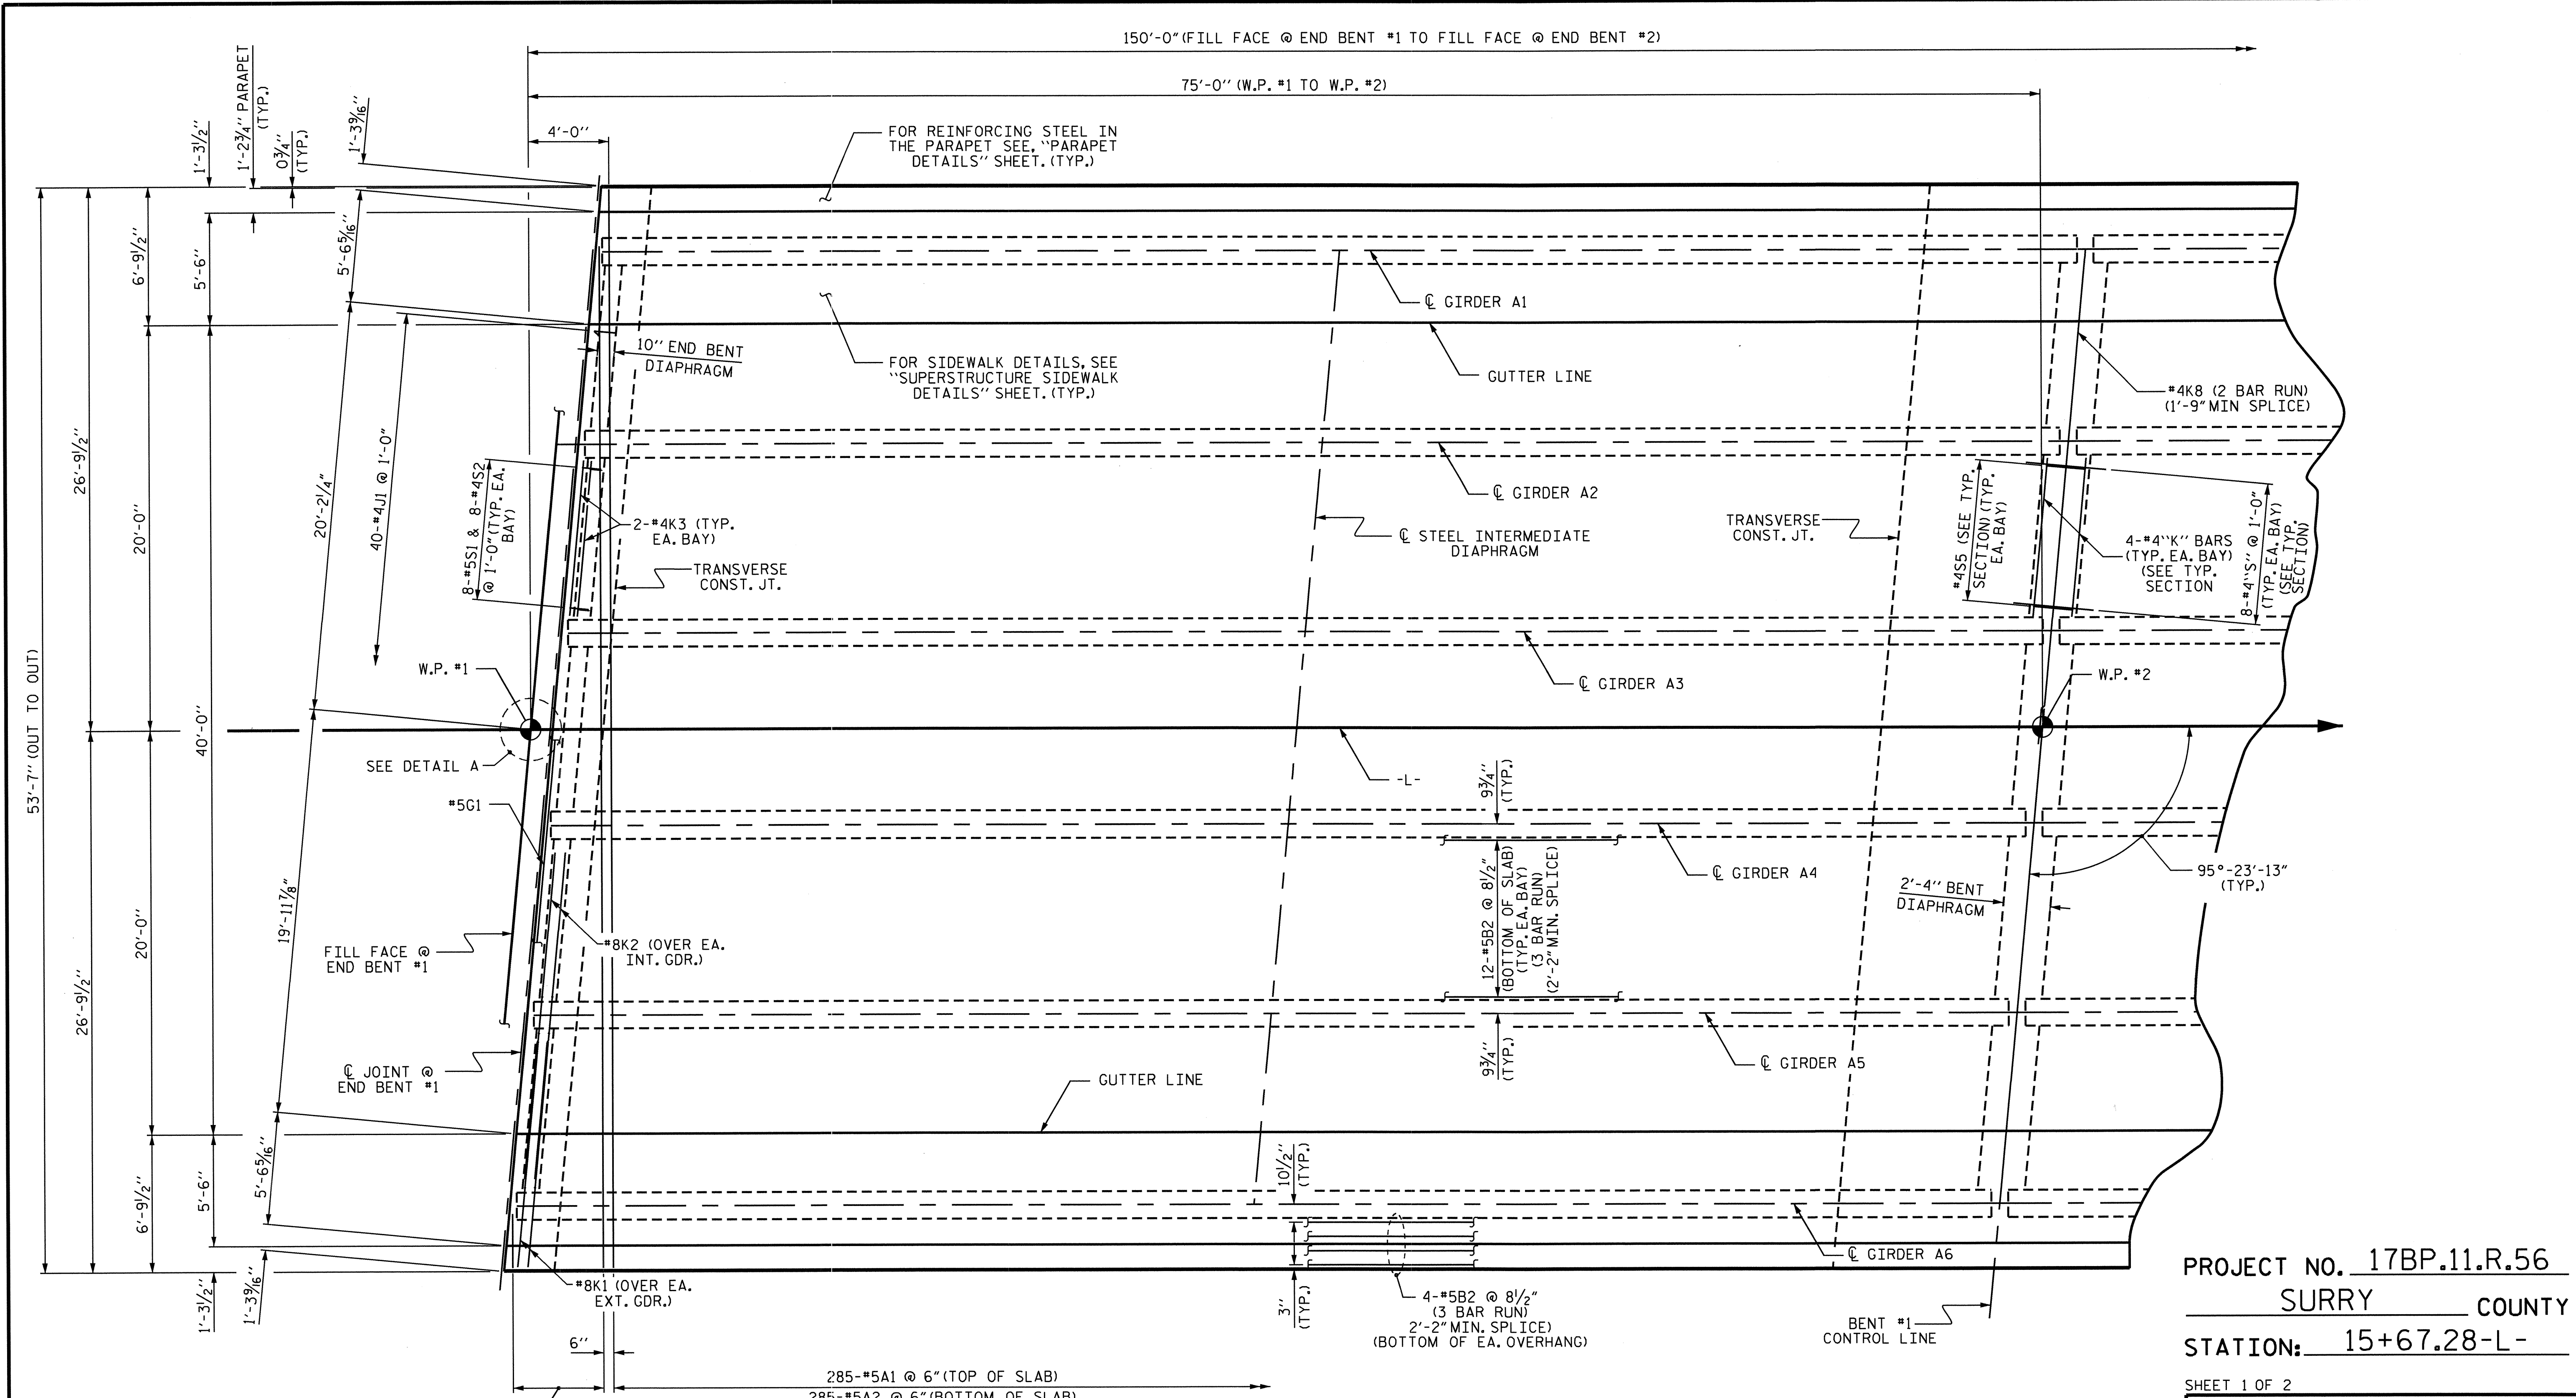 150'-0" (FILL FACE @ END BENT #1 TO FILL FACE @ END BENT #2)
75'-0" (W.P. #1 TO W.P. #2)
1'-3½"
1'-2¾" PARAPET
(TYP.)
0¾"
(TYP.)
1'-3⁹⁄₁₆"
4'-0"
FOR REINFORCING STEEL IN
THE PARAPET SEE, "PARAPET
DETAILS" SHEET. (TYP.)
53'-7" (OUT TO OUT)
26'-9½"
6'-9½"
5'-6"
5'-6⁵⁄₁₆"
20'-0"
40'-0"
20'-2¼"
40-#4J1 @ 1'-0"
10" END BENT
DIAPHRAGM
FOR SIDEWALK DETAILS, SEE
"SUPERSTRUCTURE SIDEWALK
DETAILS" SHEET. (TYP.)
℄ GIRDER A1
GUTTER LINE
#4K8 (2 BAR RUN)
(1'-9" MIN SPLICE)
8-#5S1 & 8-#4S2
@ 1'-0" (TYP. EA.
BAY)
2-#4K3 (TYP.
EA. BAY)
TRANSVERSE
CONST. JT.
℄ GIRDER A2
℄ STEEL INTERMEDIATE
DIAPHRAGM
TRANSVERSE
CONST. JT.
#4S5 (SEE TYP.
SECTION) (TYP.
EA. BAY)
4-#4"K" BARS
(TYP. EA. BAY)
(SEE TYP.
SECTION
8-#4"S" @ 1'-0"
(TYP. EA. BAY)
(SEE TYP.
SECTION)
W.P. #1
℄ GIRDER A3
W.P. #2
SEE DETAIL A
#5G1
-L-
9¾"
(TYP.)
12-#5B2 @ 8½"
(BOTTOM OF SLAB)
(TYP. EA. BAY)
(3 BAR RUN)
(2'-2" MIN. SPLICE)
℄ GIRDER A4
2'-4" BENT
DIAPHRAGM
95°-23'-13"
(TYP.)
26'-9½"
20'-0"
19'-11⅞"
FILL FACE @
END BENT #1
#8K2 (OVER EA.
INT. GDR.)
9¾"
(TYP.)
℄ GIRDER A5
℄ JOINT @
END BENT #1
GUTTER LINE
6'-9½"
5'-6"
5'-6⁵⁄₁₆"
1'-3½"
1'-3⁹⁄₁₆"
10½"
(TYP.)
3"
(TYP.)
℄ GIRDER A6
#8K1 (OVER EA.
EXT. GDR.)
4-#5B2 @ 8½"
(3 BAR RUN)
2'-2" MIN. SPLICE)
(BOTTOM OF EA. OVERHANG)
BENT #1
CONTROL LINE
6"
285-#5A1 @ 6" (TOP OF SLAB)
285-#5A2 @ 6" (BOTTOM OF SLAB)
PROJECT NO. 17BP.11.R.56
SURRY COUNTY
STATION: 15+67.28-L-
SHEET 1 OF 2